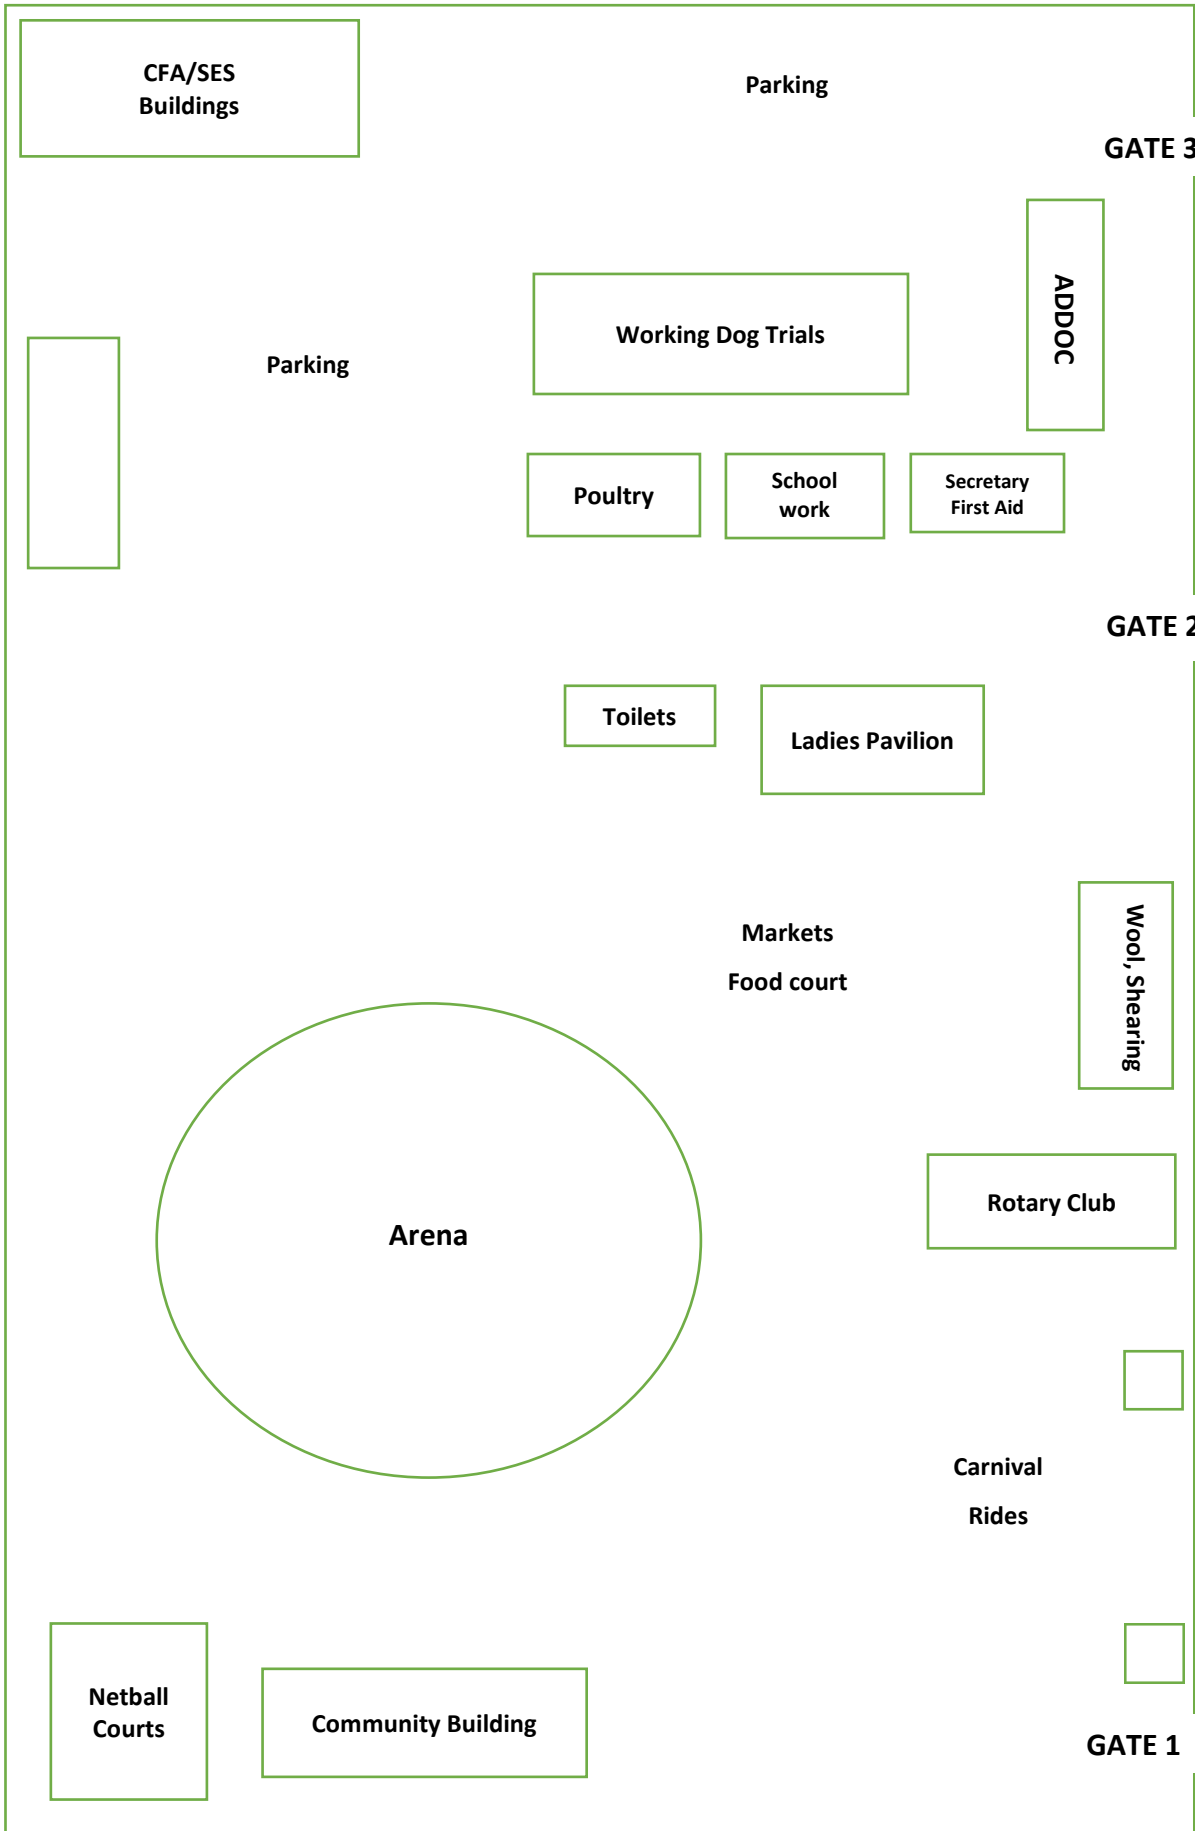 CFA/SES
Buildings
Parking
GATE 3
ADDOC
Working Dog Trials
Parking
Poultry
School
work
Secretary
First Aid
GATE 2
Toilets
Ladies Pavilion
Markets
Food court
Wool, Shearing
Rotary Club
Arena
Carnival
Rides
Netball
Courts
Community Building
GATE 1